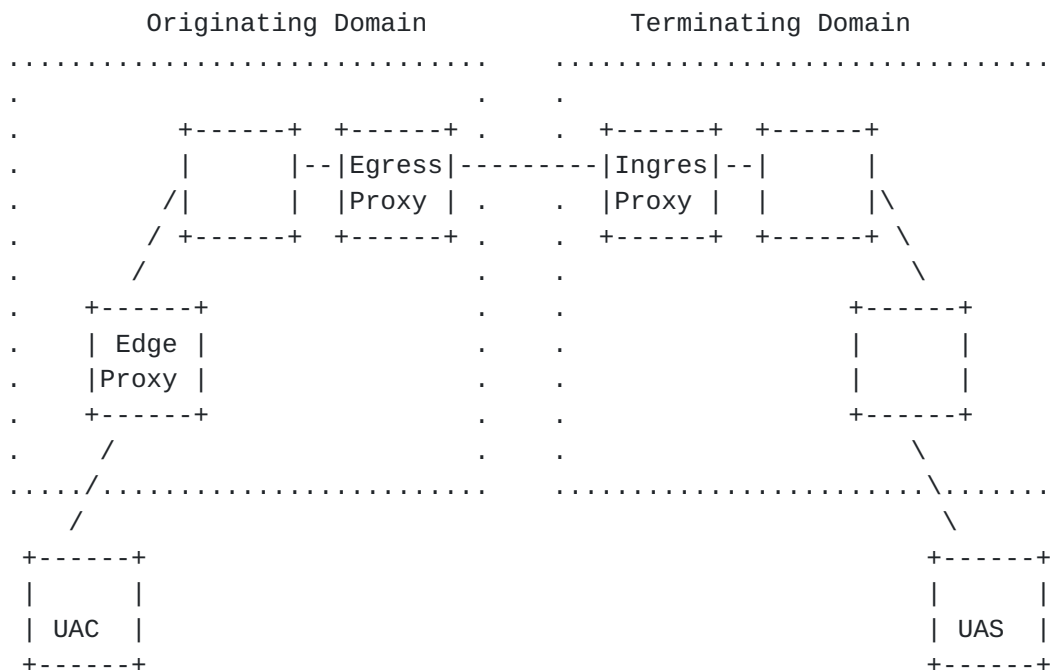 Originating Domain Terminating Domain
Egress Ingres
Proxy Proxy
Edge
Proxy
UAC UAS